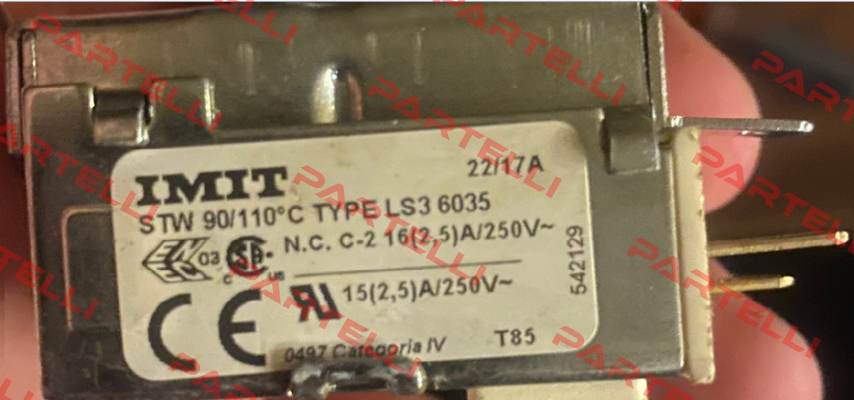 IMIT
22/17A
STW 90/110°C TYPE LS3 6035
03 N.C. C-2 16(2,5)A/250V~
C US
15(2,5)A/250V~
542129
CE
0497 Categoria IV
T85
PARTELLI